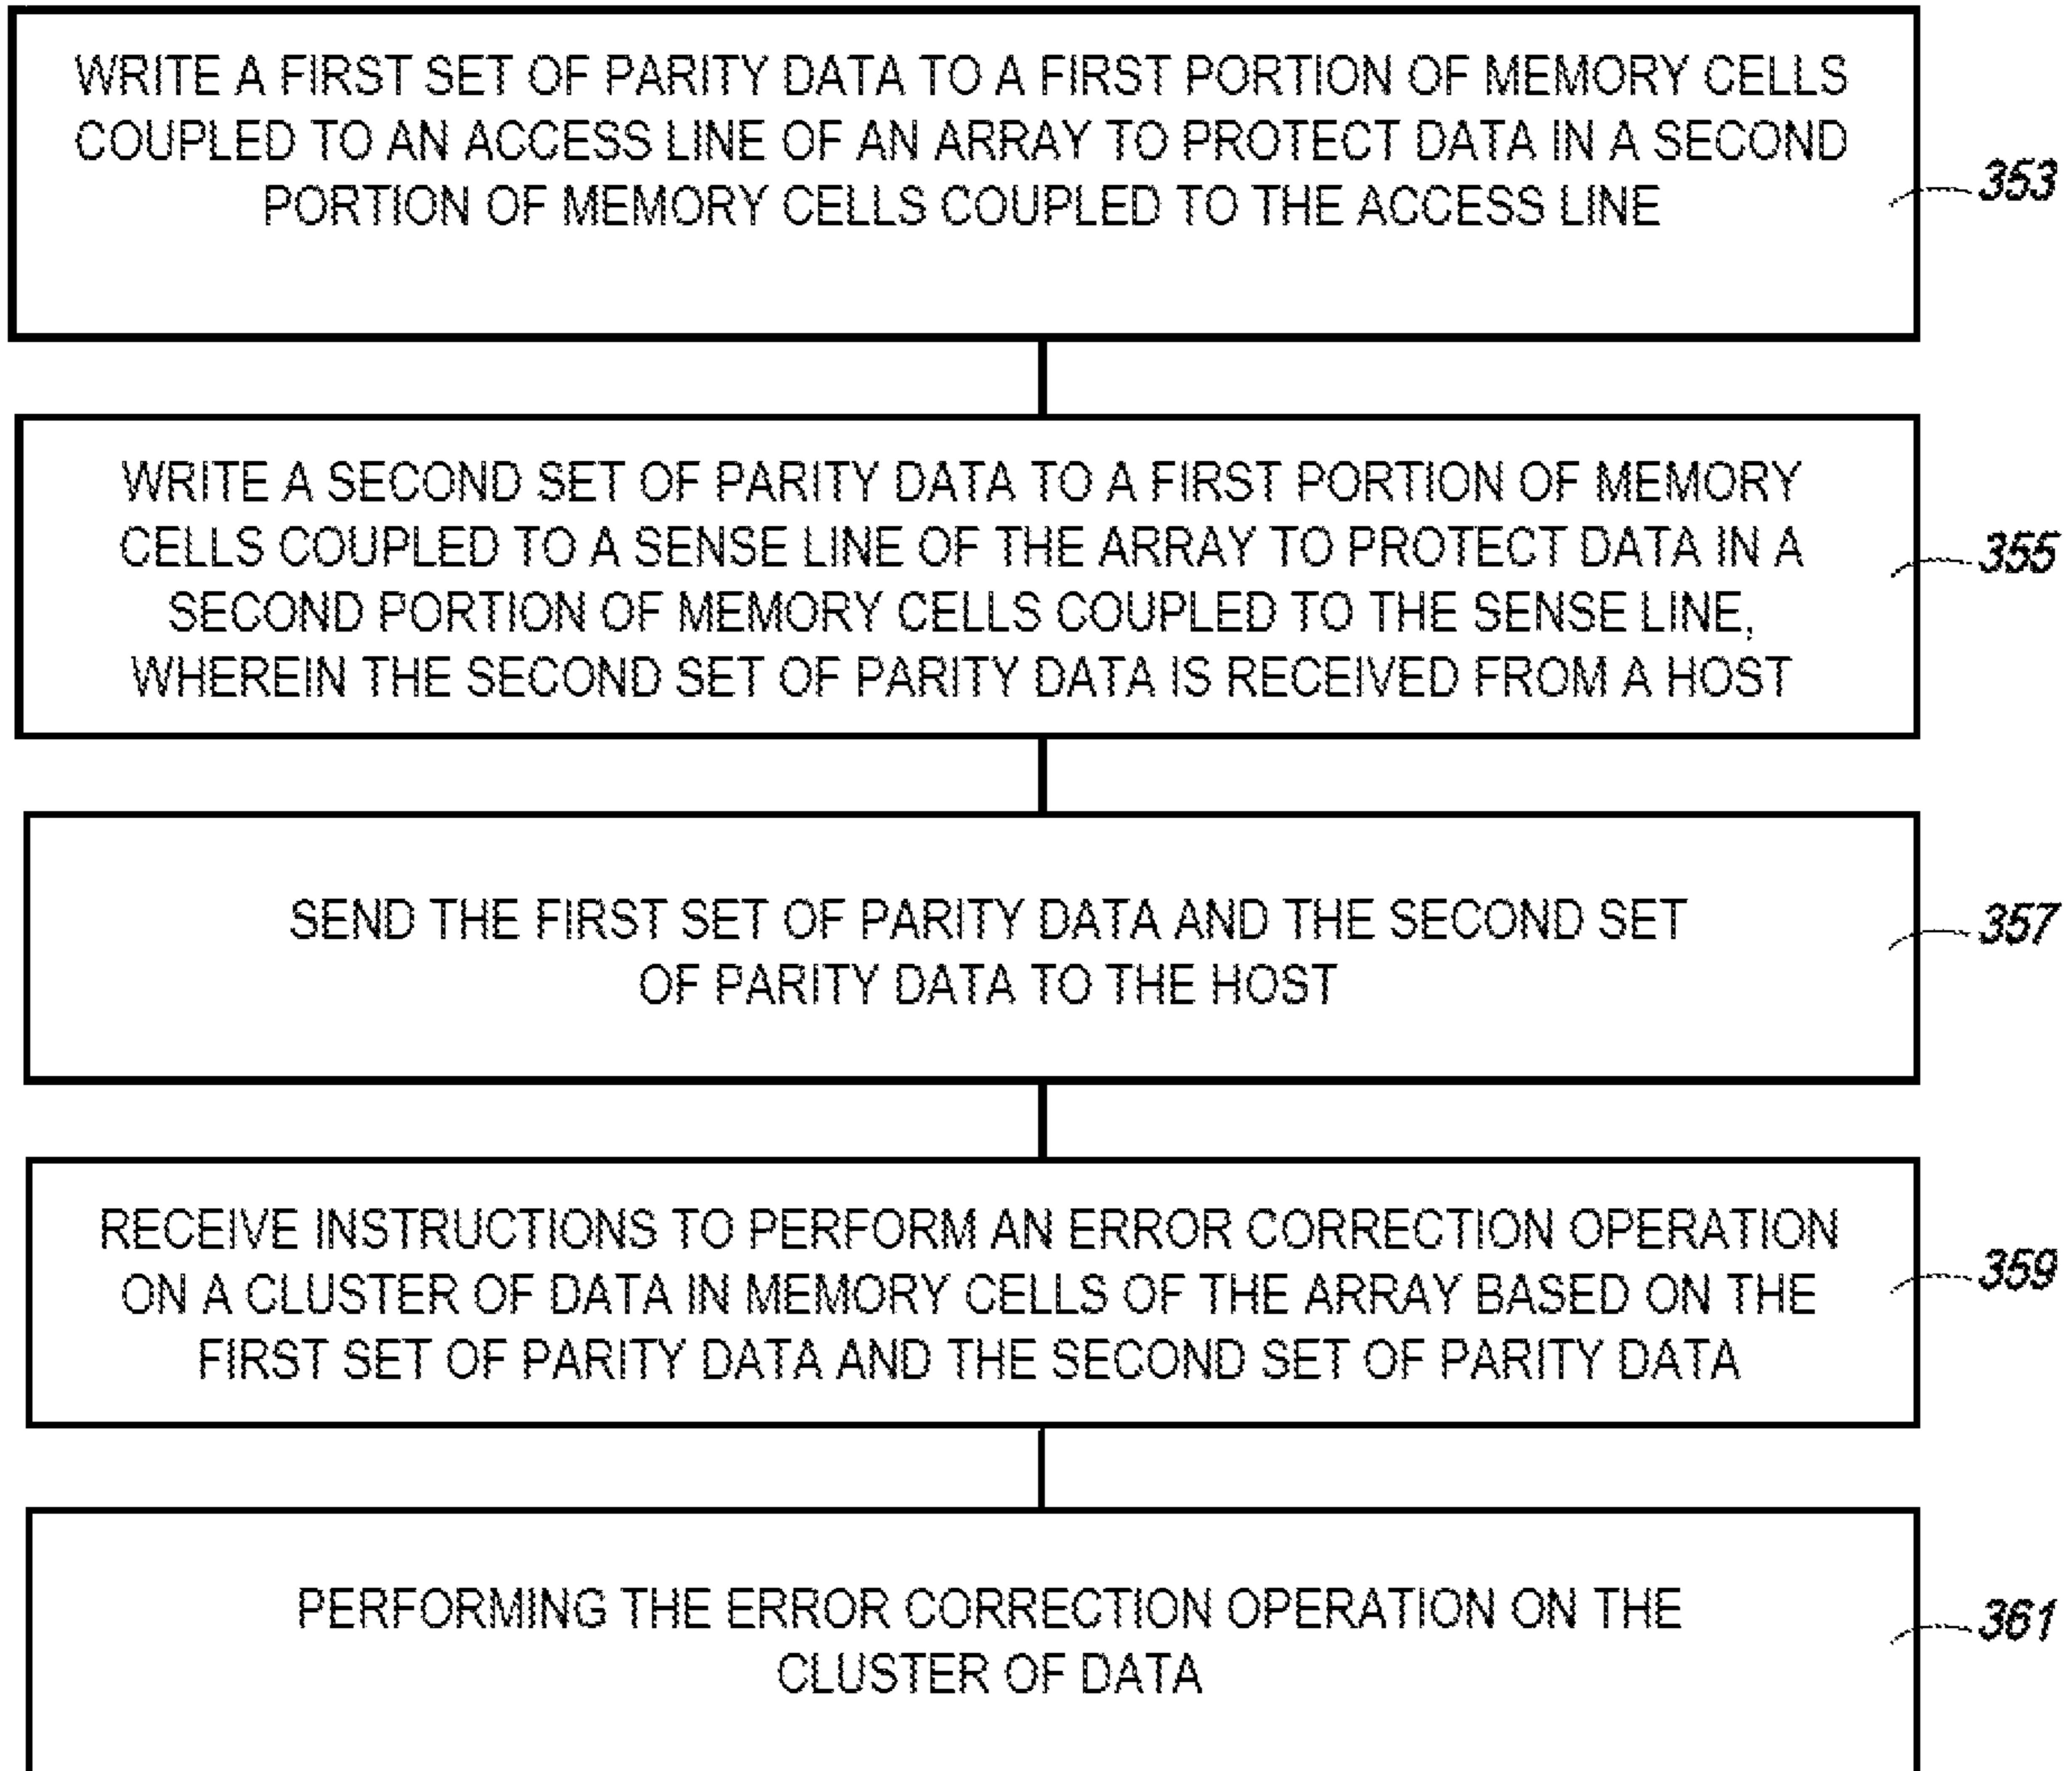 WRITE A FIRST SET OF PARITY DATA TO A FIRST PORTION OF MEMORY CELLS
COUPLED TO AN ACCESS LINE OF AN ARRAY TO PROTECT DATA IN A SECOND
PORTION OF MEMORY CELLS COUPLED TO THE ACCESS LINE
353
WRITE A SECOND SET OF PARITY DATA TO A FIRST PORTION OF MEMORY
CELLS COUPLED TO A SENSE LINE OF THE ARRAY TO PROTECT DATA IN A
SECOND PORTION OF MEMORY CELLS COUPLED TO THE SENSE LINE,
WHEREIN THE SECOND SET OF PARITY DATA IS RECEIVED FROM A HOST
355
SEND THE FIRST SET OF PARITY DATA AND THE SECOND SET
OF PARITY DATA TO THE HOST
357
RECEIVE INSTRUCTIONS TO PERFORM AN ERROR CORRECTION OPERATION
ON A CLUSTER OF DATA IN MEMORY CELLS OF THE ARRAY BASED ON THE
FIRST SET OF PARITY DATA AND THE SECOND SET OF PARITY DATA
359
PERFORMING THE ERROR CORRECTION OPERATION ON THE
CLUSTER OF DATA
361